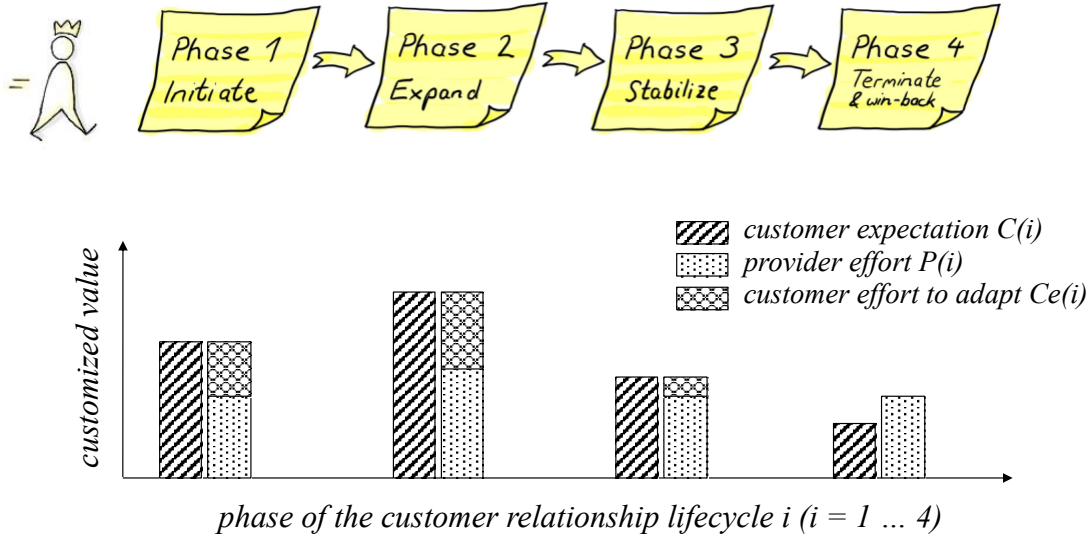 Phase 1
Initiate
Phase 2
Expand
Phase 3
Stabilize
Phase 4
Terminate
& win-back
customer expectation C(i)
provider effort P(i)
customer effort to adapt Ce(i)
customized value
phase of the customer relationship lifecycle i (i = 1 ... 4)